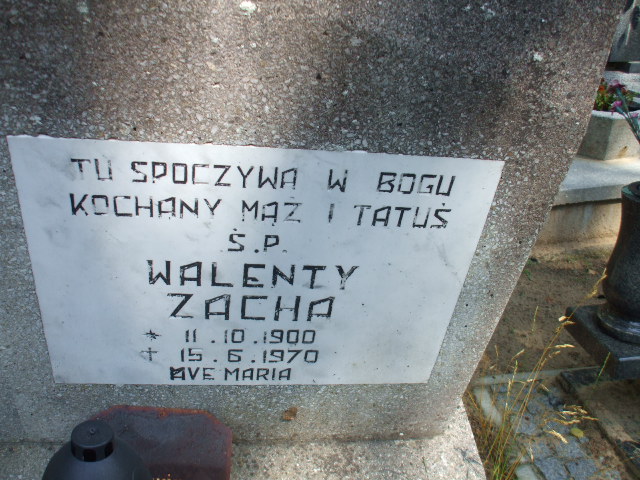 TU SPOCZYWA W BOGU
KOCHANY MĄŻ I TATUŚ
Ś.P.
WALENTY
ZACHA
* 11.10.1900
+ 15.6.1970
AVE MARIA